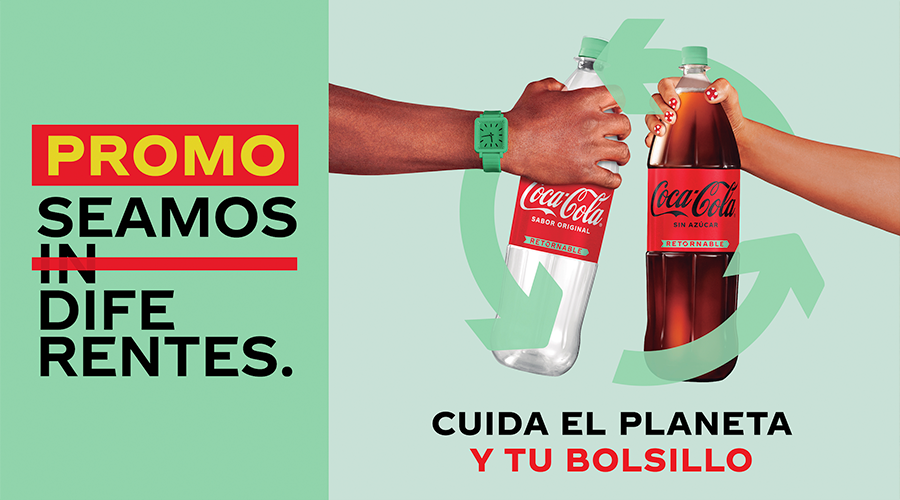 PROMO
SEAMOS
IN
DIFE
RENTES.
Coca-Cola
SABOR ORIGINAL
RETORNABLE
Coca-Cola
SIN AZÚCAR
RETORNABLE
CUIDA EL PLANETA
Y TU BOLSILLO